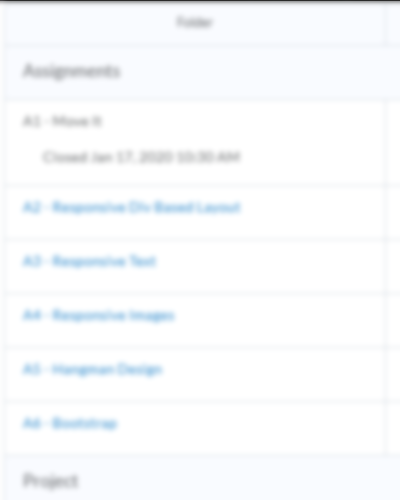 Folder
Assignments
A1 - Move It
Closed Jan 17, 2020 10:30 AM
A2 - Responsive Div Based Layout
A3 - Responsive Text
A4 - Responsive Images
A5 - Hangman Design
A6 - Bootstrap
Project